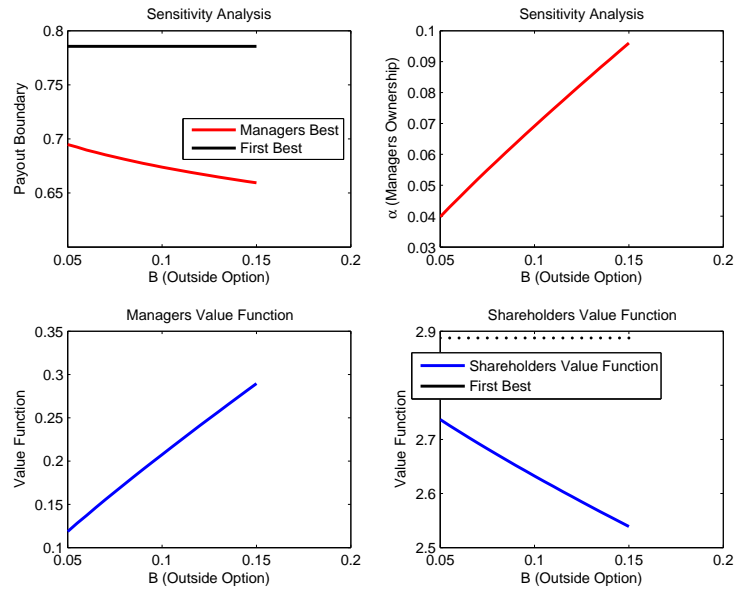 Sensitivity Analysis
0.8
0.75
0.7
0.65
Payout Boundary
Managers Best
First Best
0.05 0.1 0.15 0.2
B (Outside Option)
Sensitivity Analysis
0.1
0.09
0.08
0.07
0.06
0.05
0.04
0.03
α (Managers Ownership)
0.05 0.1 0.15 0.2
B (Outside Option)
Managers Value Function
0.35
0.3
0.25
0.2
0.15
0.1
Value Function
0.05 0.1 0.15 0.2
B (Outside Option)
Shareholders Value Function
2.9
2.7
2.6
2.5
Value Function
Shareholders Value Function
First Best
0.05 0.1 0.15 0.2
B (Outside Option)